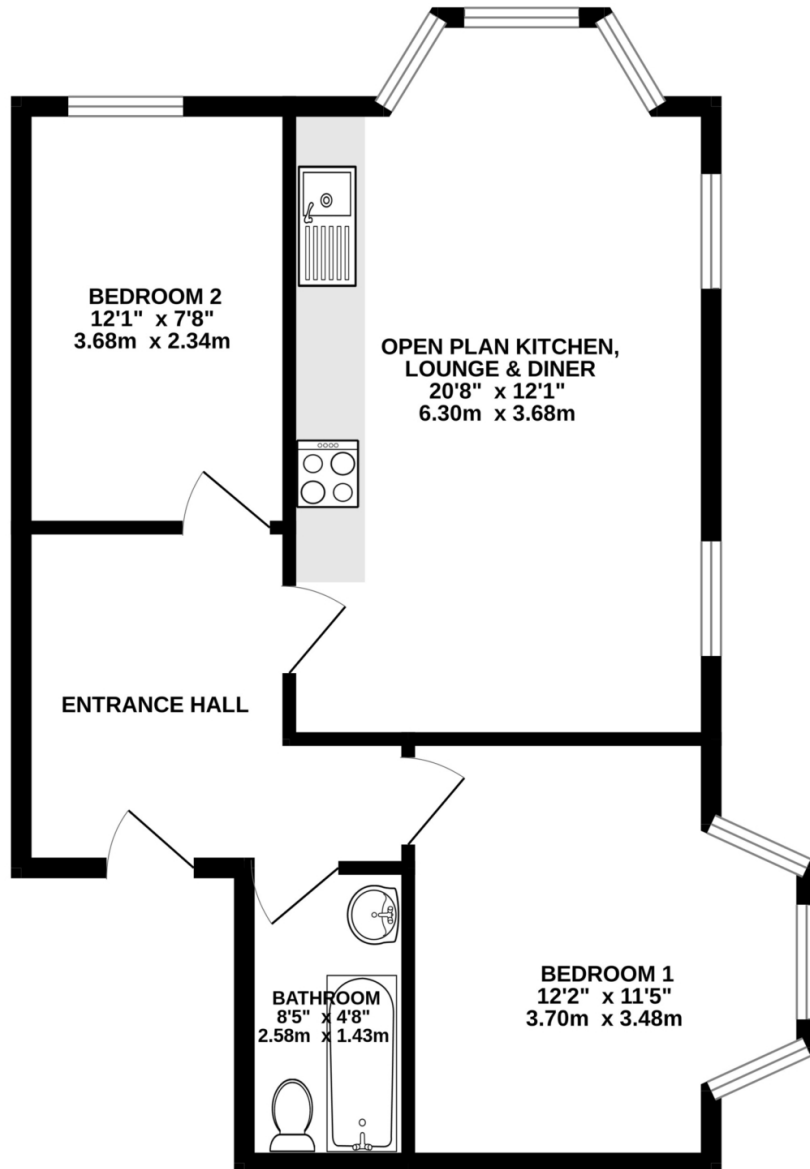 BEDROOM 2
12'1" x 7'8"
3.68m x 2.34m
OPEN PLAN KITCHEN,
LOUNGE & DINER
20'8" x 12'1"
6.30m x 3.68m
ENTRANCE HALL
BEDROOM 1
12'2" x 11'5"
3.70m x 3.48m
BATHROOM
8'5" x 4'8"
2.58m x 1.43m